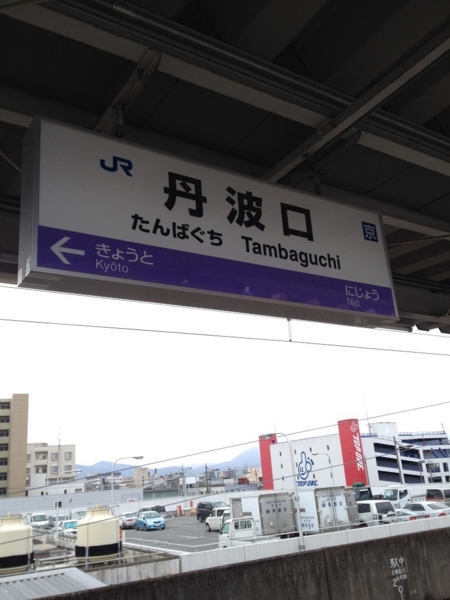 JR
丹波口
京
たんばぐち Tambaguchi
きょうと
Kyōto
にじょう
Nijō
TOP ONE